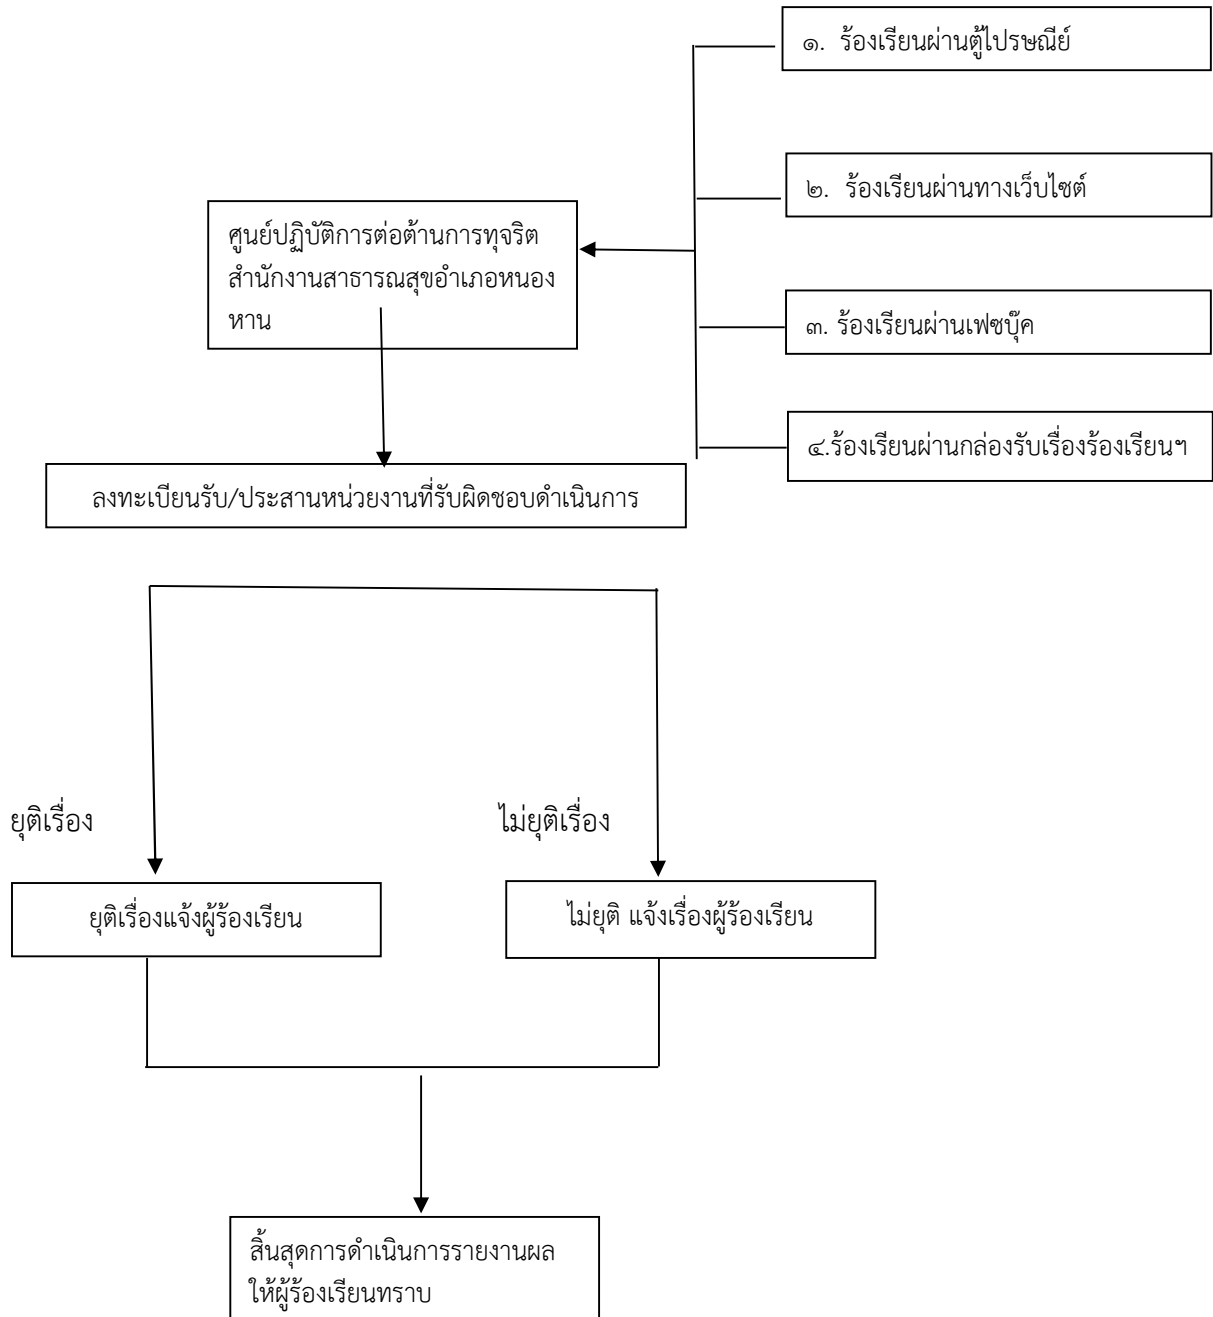 ๑. ร้องเรียนผ่านตู้ไปรษณีย์
๒. ร้องเรียนผ่านทางเว็บไซต์
ศูนย์ปฏิบัติการต่อต้านการทุจริต
สำนักงานสาธารณสุขอำเภอหนอง
หาน
๓. ร้องเรียนผ่านเฟซบุ๊ค
๔.ร้องเรียนผ่านกล่องรับเรื่องร้องเรียนฯ
ลงทะเบียนรับ/ประสานหน่วยงานที่รับผิดชอบดำเนินการ
ยุติเรื่อง
ไม่ยุติเรื่อง
ยุติเรื่องแจ้งผู้ร้องเรียน
ไม่ยุติ แจ้งเรื่องผู้ร้องเรียน
สิ้นสุดการดำเนินการรายงานผล
ให้ผู้ร้องเรียนทราบ